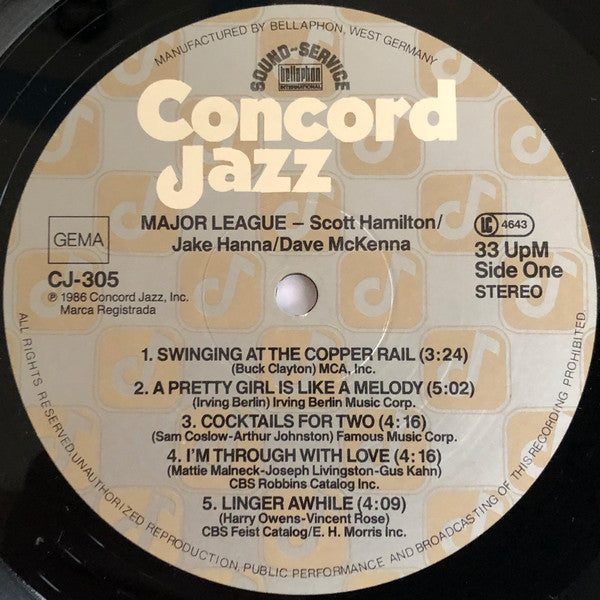 MANUFACTURED BY BELLAPHON, WEST GERMANY
SOUND-SERVICE
bellaphon
INTERNATIONAL
Concord
Jazz
MAJOR LEAGUE – Scott Hamilton/
Jake Hanna/Dave McKenna
GEMA
CJ-305
℗ 1986 Concord Jazz, Inc.
Marca Registrada
LC 4643
33 UpM
Side One
STEREO
1. SWINGING AT THE COPPER RAIL (3:24)
(Buck Clayton) MCA, Inc.
2. A PRETTY GIRL IS LIKE A MELODY (5:02)
(Irving Berlin) Irving Berlin Music Corp.
3. COCKTAILS FOR TWO (4:16)
(Sam Coslow-Arthur Johnston) Famous Music Corp.
4. I'M THROUGH WITH LOVE (4:16)
(Mattie Malneck-Joseph Livingston-Gus Kahn)
CBS Robbins Catalog Inc.
5. LINGER AWHILE (4:09)
(Harry Owens-Vincent Rose)
CBS Feist Catalog/E. H. Morris Inc.
ALL RIGHTS RESERVED. UNAUTHORIZED REPRODUCTION, PUBLIC PERFORMANCE AND BROADCASTING OF THIS RECORDING PROHIBITED.